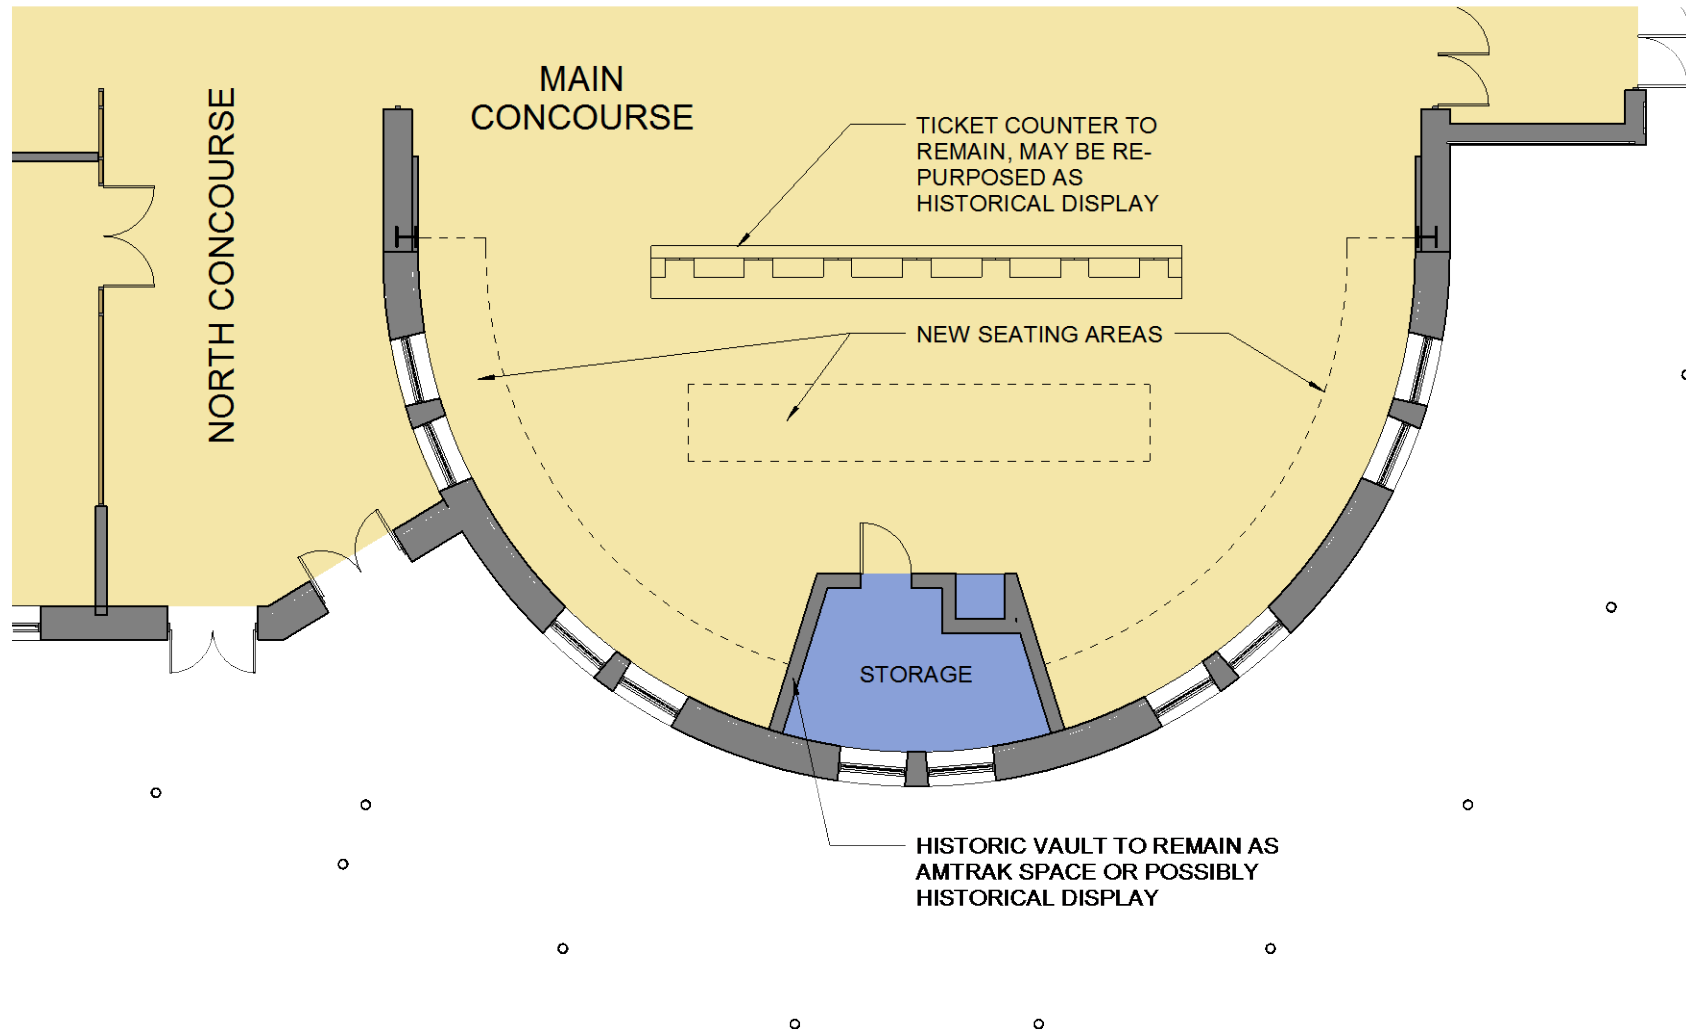 MAIN
CONCOURSE
NORTH CONCOURSE
TICKET COUNTER TO
REMAIN, MAY BE RE-
PURPOSED AS
HISTORICAL DISPLAY
NEW SEATING AREAS
STORAGE
HISTORIC VAULT TO REMAIN AS
AMTRAK SPACE OR POSSIBLY
HISTORICAL DISPLAY